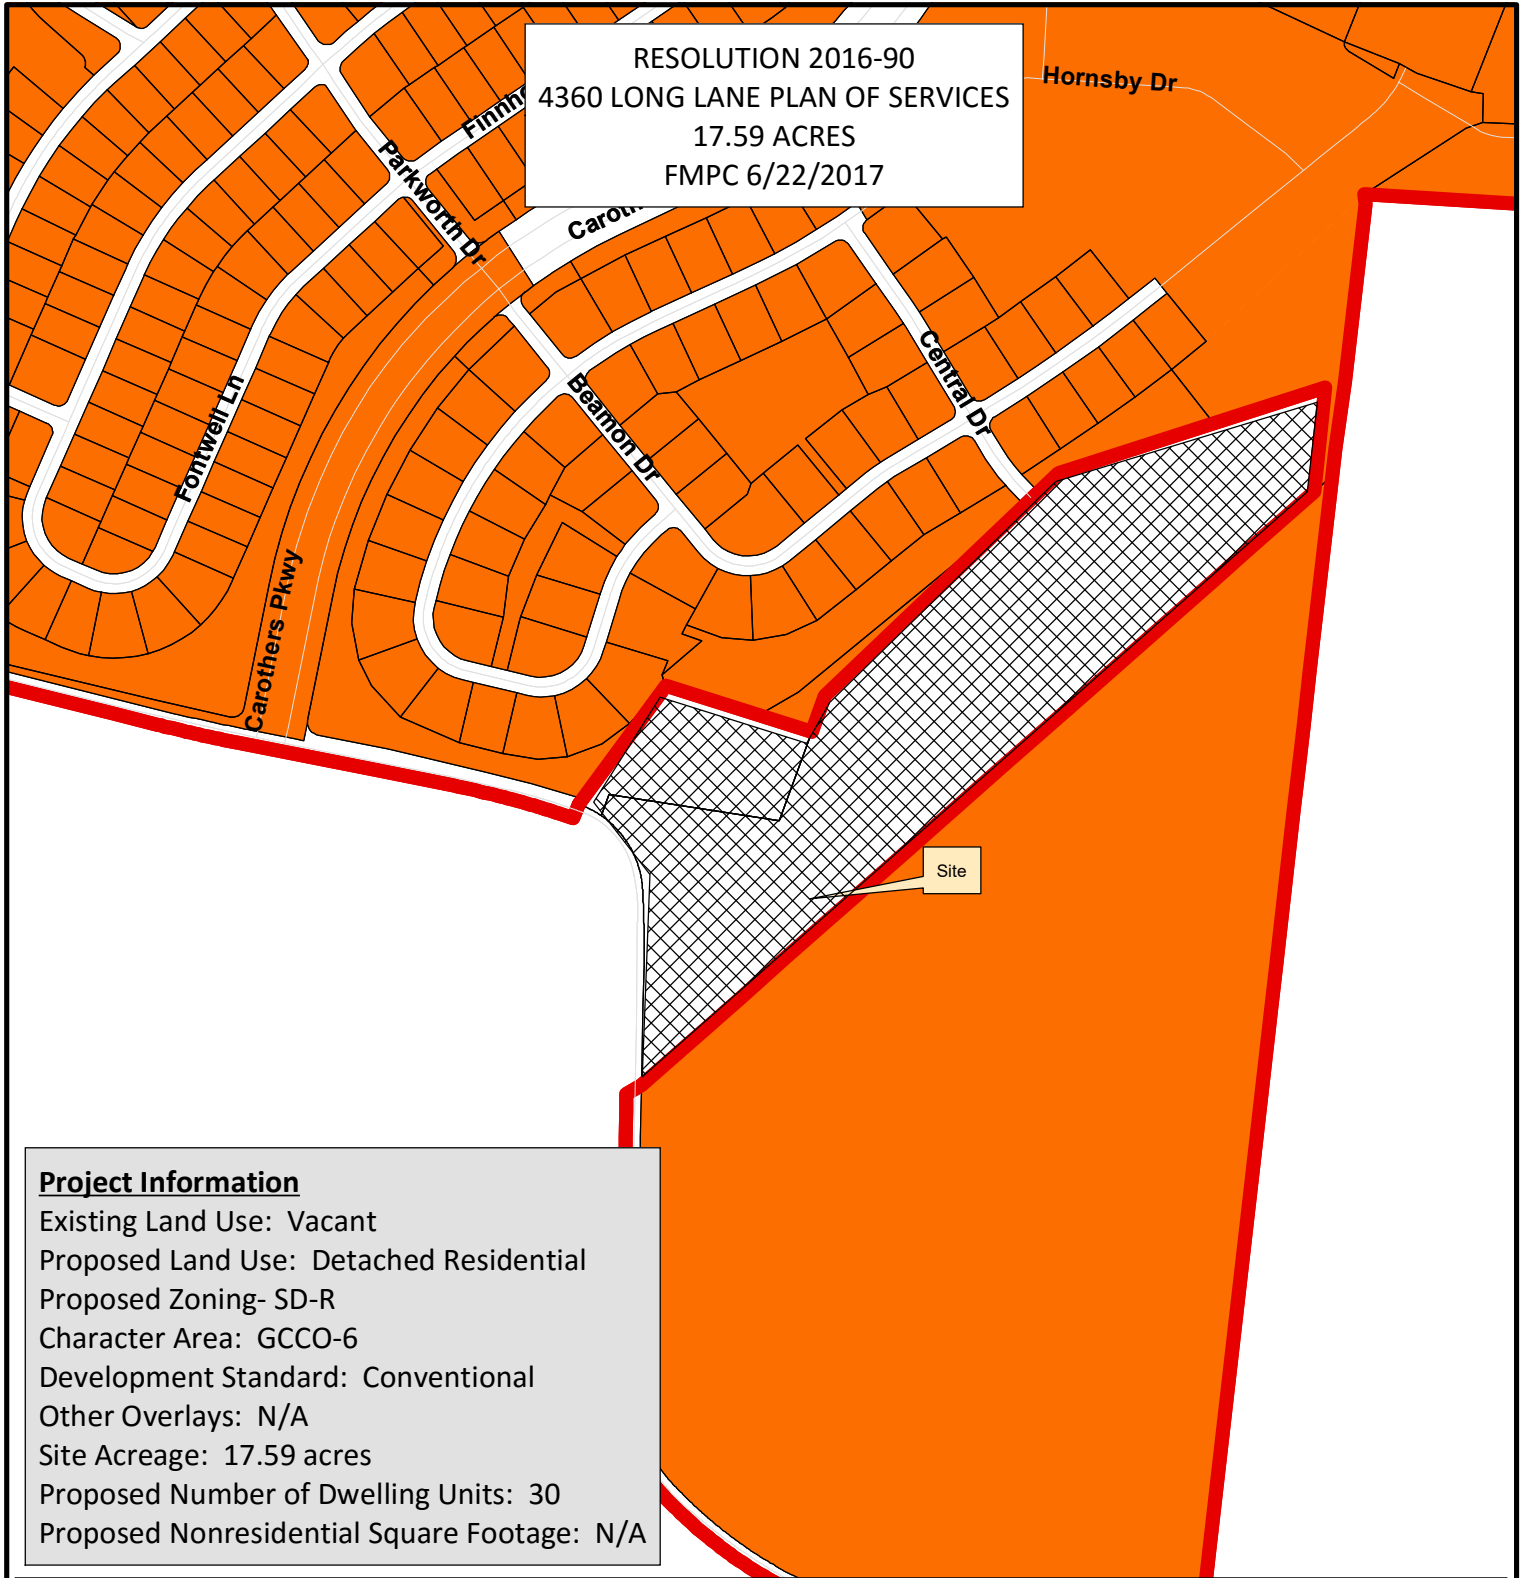 RESOLUTION 2016-90
4360 LONG LANE PLAN OF SERVICES
17.59 ACRES
FMPC 6/22/2017
Hornsby Dr
Parkworth Dr
Central Dr
Beamon Dr
Fontwell Ln
Carothers Pkwy
Site
Project Information
Existing Land Use: Vacant
Proposed Land Use: Detached Residential
Proposed Zoning- SD-R
Character Area: GCCO-6
Development Standard: Conventional
Other Overlays: N/A
Site Acreage: 17.59 acres
Proposed Number of Dwelling Units: 30
Proposed Nonresidential Square Footage: N/A